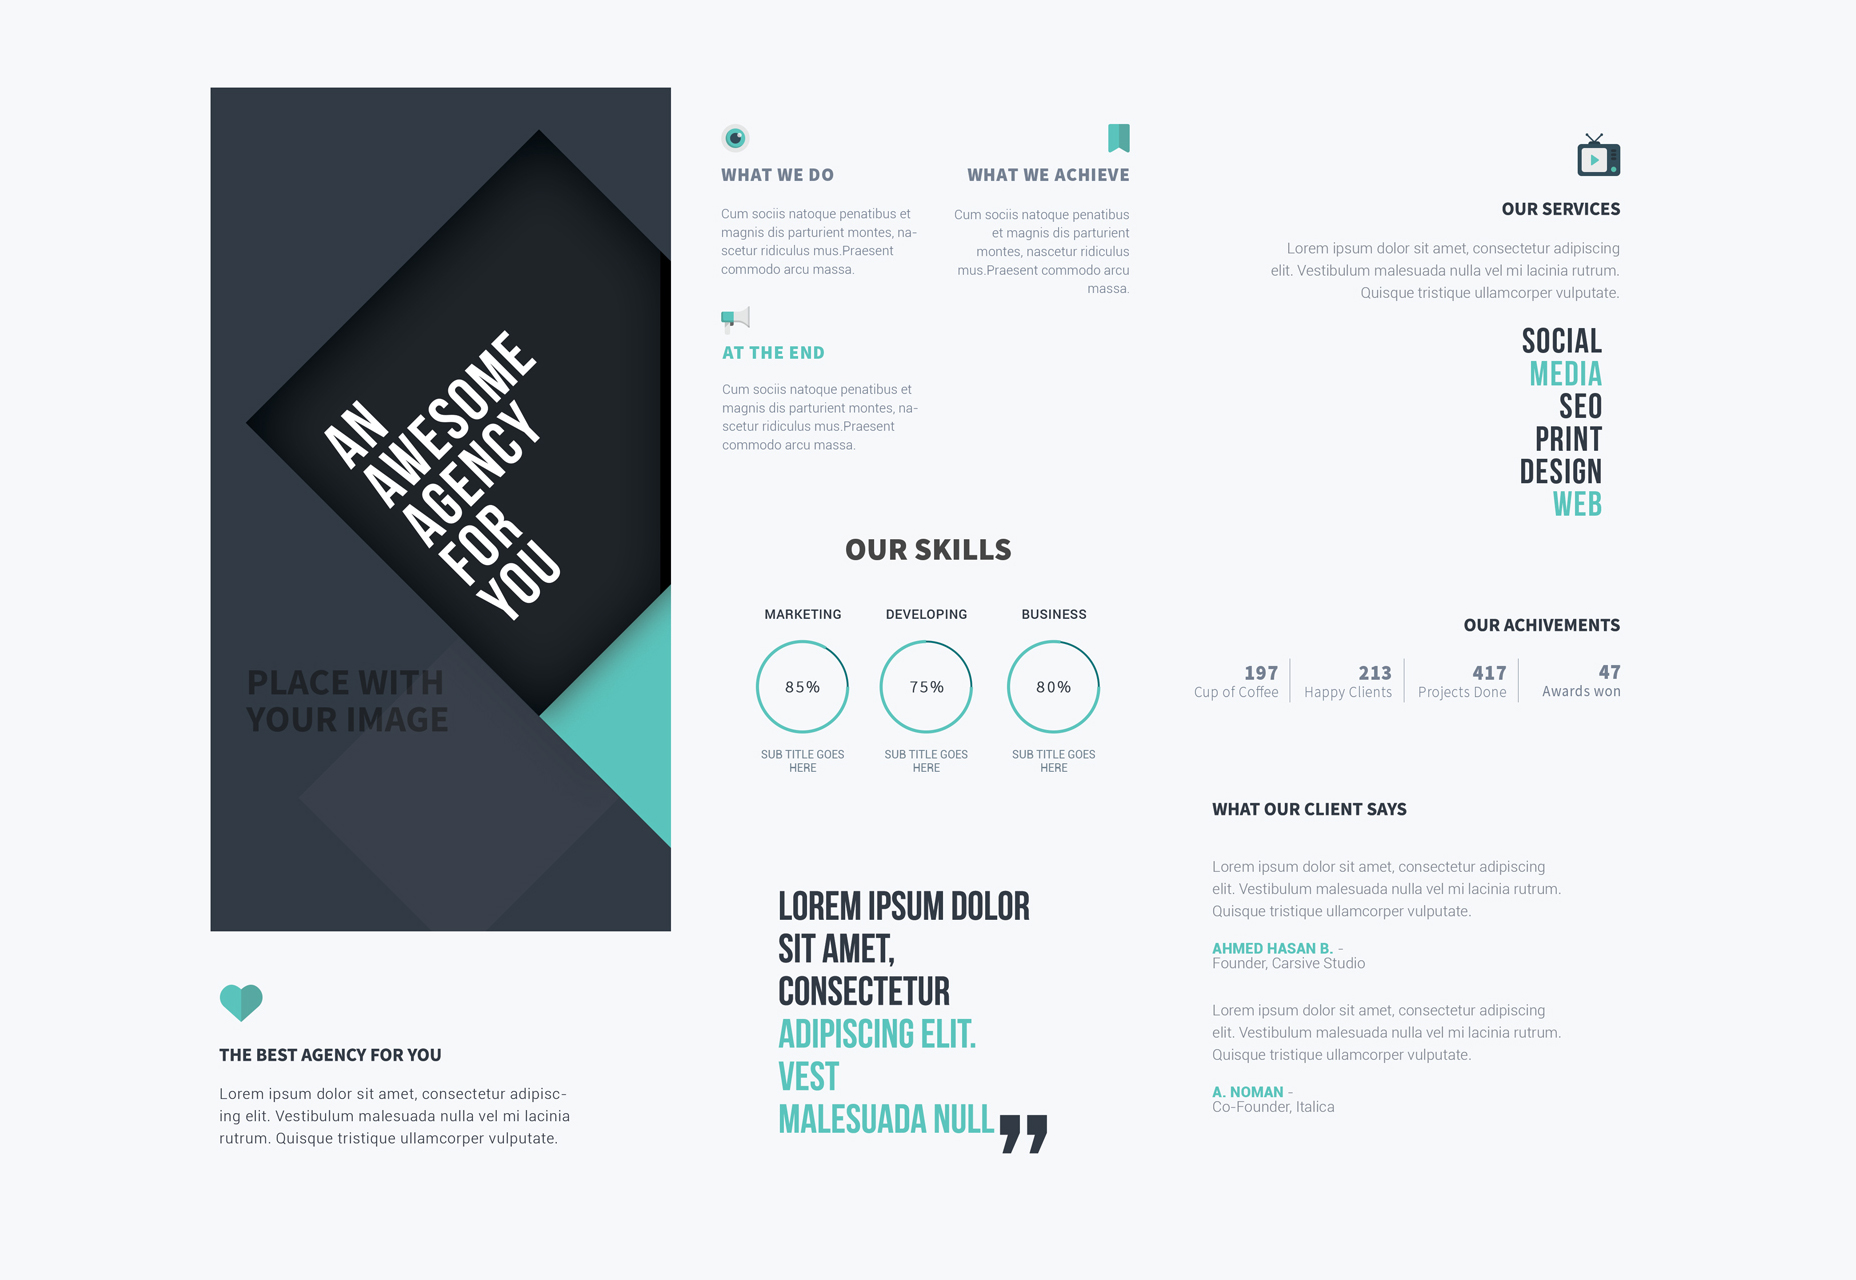 AN
AWESOME
AGENCY
FOR
YOU
PLACE WITH
YOUR IMAGE
THE BEST AGENCY FOR YOU
Lorem ipsum dolor sit amet, consectetur adipisc-
ing elit. Vestibulum malesuada nulla vel mi lacinia
rutrum. Quisque tristique ullamcorper vulputate.
WHAT WE DO
Cum sociis natoque penatibus et
magnis dis parturient montes, na-
scetur ridiculus mus.Praesent
commodo arcu massa.
WHAT WE ACHIEVE
Cum sociis natoque penatibus
et magnis dis parturient
montes, nascetur ridiculus
mus.Praesent commodo arcu
massa.
AT THE END
Cum sociis natoque penatibus et
magnis dis parturient montes, na-
scetur ridiculus mus.Praesent
commodo arcu massa.
OUR SKILLS
MARKETING
85%
SUB TITLE GOES
HERE
DEVELOPING
75%
SUB TITLE GOES
HERE
BUSINESS
80%
SUB TITLE GOES
HERE
LOREM IPSUM DOLOR
SIT AMET,
CONSECTETUR
ADIPISCING ELIT.
VEST
MALESUADA NULL
”
OUR SERVICES
Lorem ipsum dolor sit amet, consectetur adipiscing
elit. Vestibulum malesuada nulla vel mi lacinia rutrum.
Quisque tristique ullamcorper vulputate.
SOCIAL
MEDIA
SEO
PRINT
DESIGN
WEB
OUR ACHIVEMENTS
197
Cup of Coffee
213
Happy Clients
417
Projects Done
47
Awards won
WHAT OUR CLIENT SAYS
Lorem ipsum dolor sit amet, consectetur adipiscing
elit. Vestibulum malesuada nulla vel mi lacinia rutrum.
Quisque tristique ullamcorper vulputate.
AHMED HASAN B. -
Founder, Carsive Studio
Lorem ipsum dolor sit amet, consectetur adipiscing
elit. Vestibulum malesuada nulla vel mi lacinia rutrum.
Quisque tristique ullamcorper vulputate.
A. NOMAN -
Co-Founder, Italica